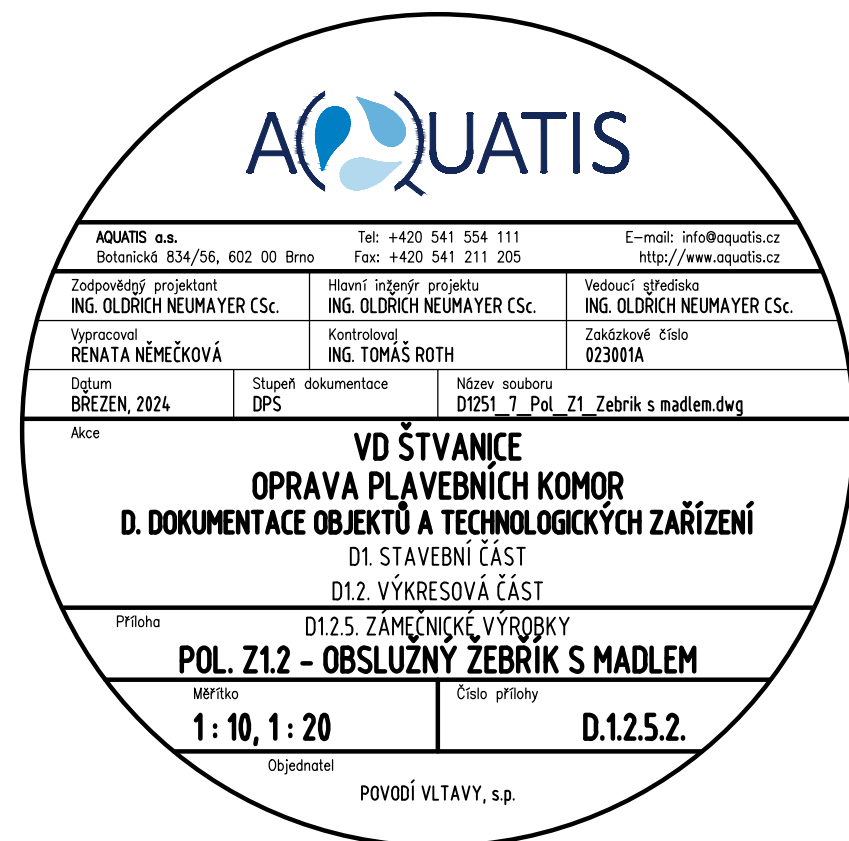 AQUATIS
AQUATIS a.s. Tel: +420 541 554 111 E-mail: info@aquatis.cz
Botanická 834/56, 602 00 Brno Fax: +420 541 211 205 http://www.aquatis.cz
Zodpovědný projektant Hlavní inženýr projektu Vedoucí střediska
ING. OLDŘICH NEUMAYER CSc. ING. OLDŘICH NEUMAYER CSc. ING. OLDŘICH NEUMAYER CSc.
Vypracoval Kontroloval Zakázkové číslo
RENATA NĚMEČKOVÁ ING. TOMÁŠ ROTH 023001A
Datum Stupeň dokumentace Název souboru
BŘEZEN, 2024 DPS D1251_7_Pol_Z1_Zebrik s madlem.dwg
Akce
VD ŠTVANICE
OPRAVA PLAVEBNÍCH KOMOR
D. DOKUMENTACE OBJEKTŮ A TECHNOLOGICKÝCH ZAŘÍZENÍ
D1. STAVEBNÍ ČÁST
D1.2. VÝKRESOVÁ ČÁST
Příloha D1.2.5. ZÁMEČNICKÉ VÝROBKY
POL. Z1.2 - OBSLUŽNÝ ŽEBŘÍK S MADLEM
Měřítko Číslo přílohy
1 : 10, 1 : 20 D.1.2.5.2.
Objednatel
POVODÍ VLTAVY, s.p.